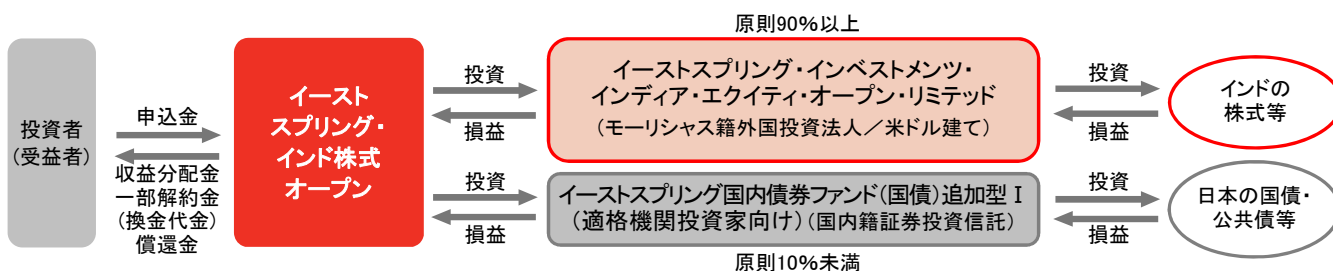 投資者
(受益者)
申込金
収益分配金
一部解約金
(換金代金)
償還金
イースト
スプリング・
インド株式
オープン
投資
損益
投資
損益
原則90%以上
イーストスプリング・インベストメンツ・
インディア・エクイティ・オープン・リミテッド
(モーリシャス籍外国投資法人/米ドル建て)
イーストスプリング国内債券ファンド(国債)追加型Ⅰ
(適格機関投資家向け)(国内籍証券投資信託)
原則10%未満
投資
損益
投資
損益
インドの
株式等
日本の国債・
公共債等